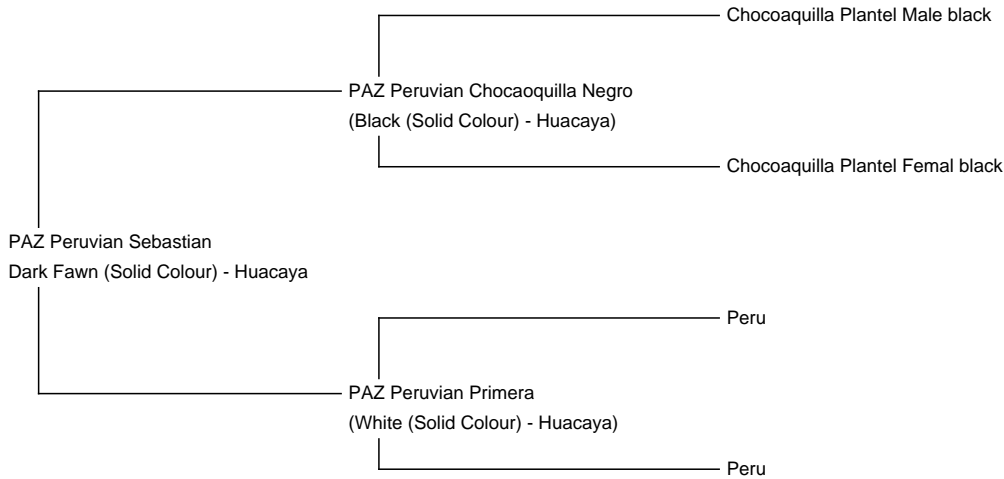 Chocoaquilla Plantel Male black
PAZ Peruvian Chocaoquilla Negro
(Black (Solid Colour) - Huacaya)
Chocoaquilla Plantel Femal black
PAZ Peruvian Sebastian
Dark Fawn (Solid Colour) - Huacaya
Peru
PAZ Peruvian Primera
(White (Solid Colour) - Huacaya)
Peru